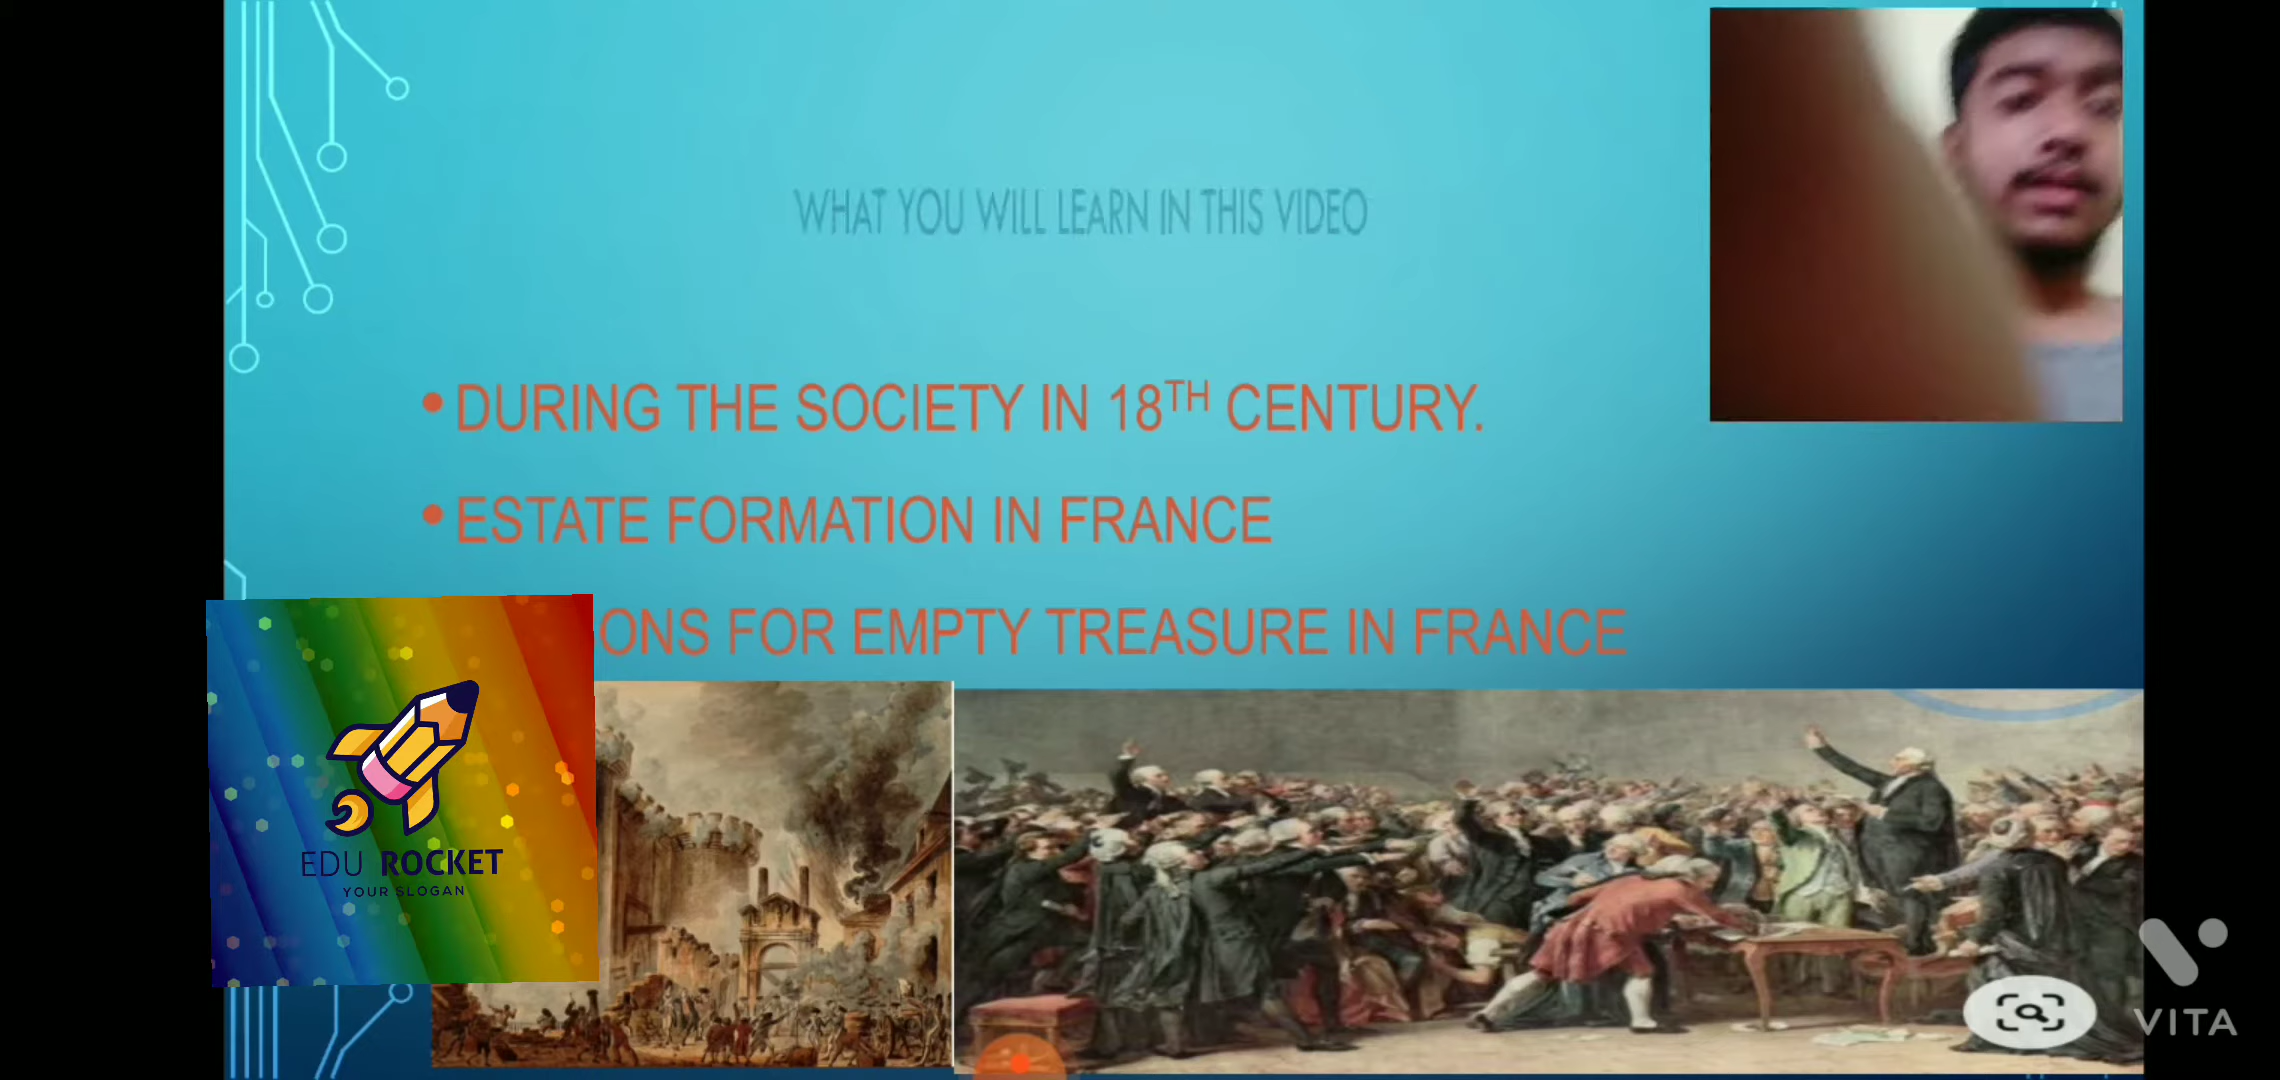 WHAT YOU WILL LEARN IN THIS VIDEO
• DURING THE SOCIETY IN 18TH CENTURY.
• ESTATE FORMATION IN FRANCE
ONS FOR EMPTY TREASURE IN FRANCE
EDU ROCKET
YOUR SLOGAN
VITA